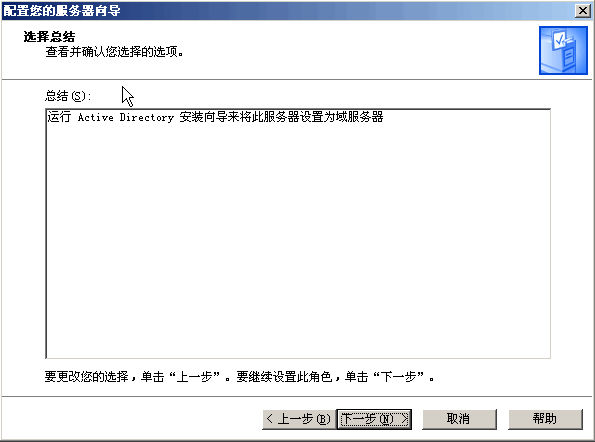 配置您的服务器向导
选择总结
查看并确认您选择的选项。
总结(S):
运行 Active Directory 安装向导来将此服务器设置为域服务器
要更改您的选择，单击“上一步”。要继续设置此角色，单击“下一步”。
< 上一步(B) 下一步(N) > 取消 帮助